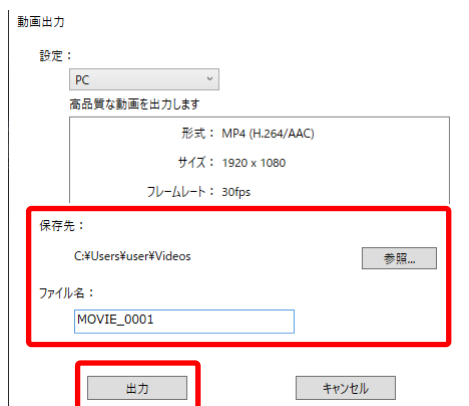 動画出力
設定：
PC
高品質な動画を出力します
形式： MP4 (H.264/AAC)
サイズ： 1920 x 1080
フレームレート： 30fps
保存先：
C:¥Users¥user¥Videos 参照...
ファイル名：
MOVIE_0001
出力 キャンセル